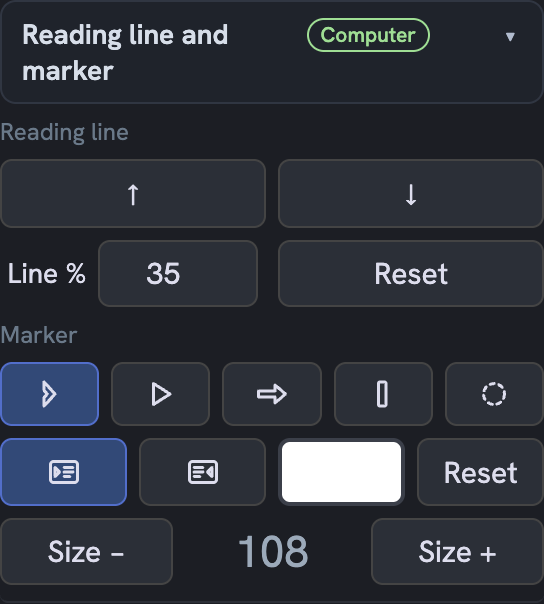 Reading line and
marker
Computer
Reading line
↑ ↓
Line % 35 Reset
Marker
Reset
Size − 108 Size +